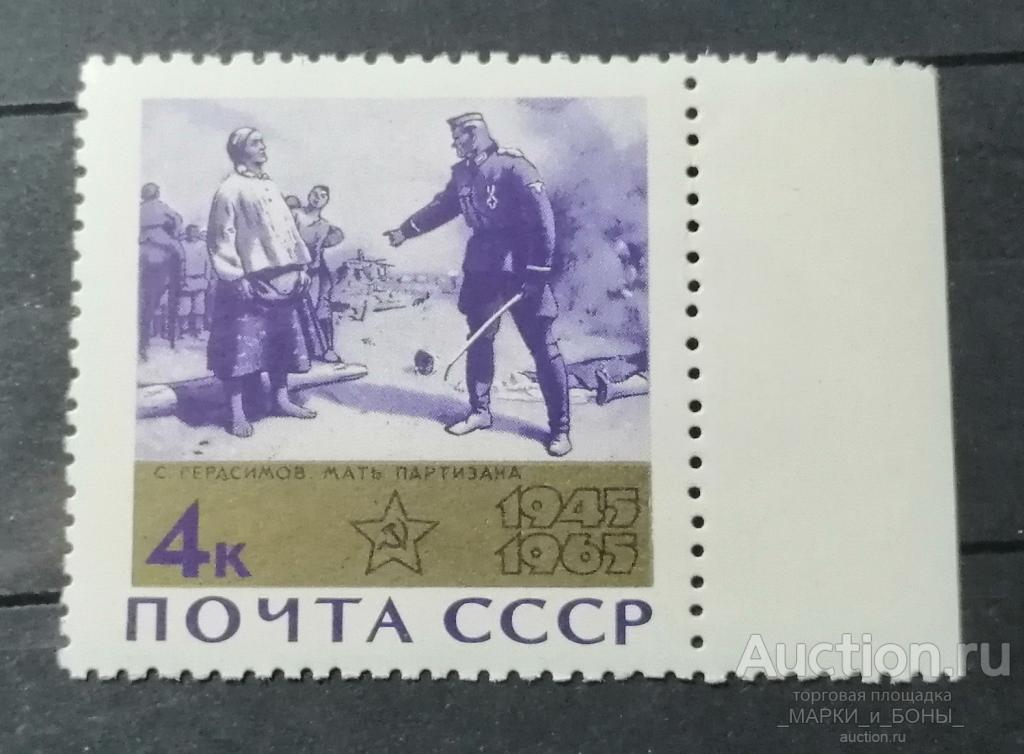 С. ГЕРАСИМОВ. МАТЬ ПАРТИЗАНА
4к
1945
1965
ПОЧТА СССР
Auction.ru
торговая площадка
_МАРКИ_и_БОНЫ_
auction.ru